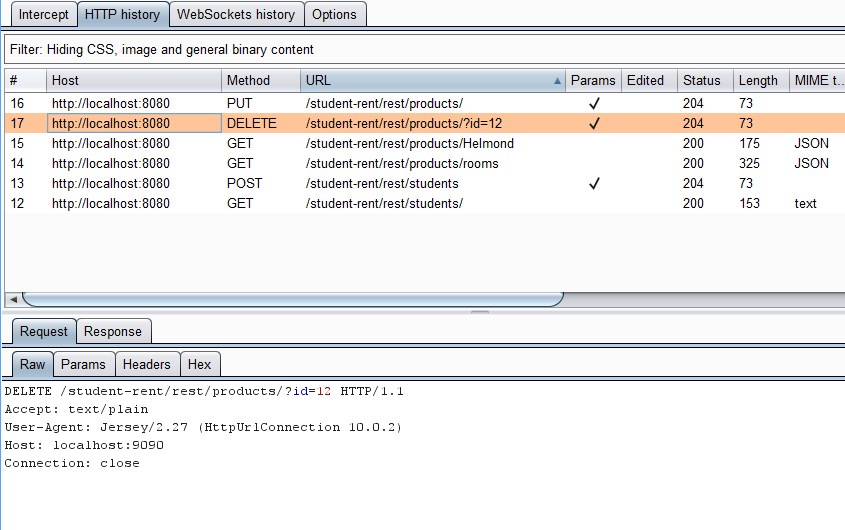 Intercept HTTP history WebSockets history Options
Filter: Hiding CSS, image and general binary content
# Host Method URL Params Edited Status Length MIME t...
16 http://localhost:8080 PUT /student-rent/rest/products/ ✓ 204 73
17 http://localhost:8080 DELETE /student-rent/rest/products/?id=12 ✓ 204 73
15 http://localhost:8080 GET /student-rent/rest/products/Helmond 200 175 JSON
14 http://localhost:8080 GET /student-rent/rest/products/rooms 200 325 JSON
13 http://localhost:8080 POST /student-rent/rest/students ✓ 204 73
12 http://localhost:8080 GET /student-rent/rest/students/ 200 153 text
Request Response
Raw Params Headers Hex
DELETE /student-rent/rest/products/?id=12 HTTP/1.1
Accept: text/plain
User-Agent: Jersey/2.27 (HttpUrlConnection 10.0.2)
Host: localhost:9090
Connection: close